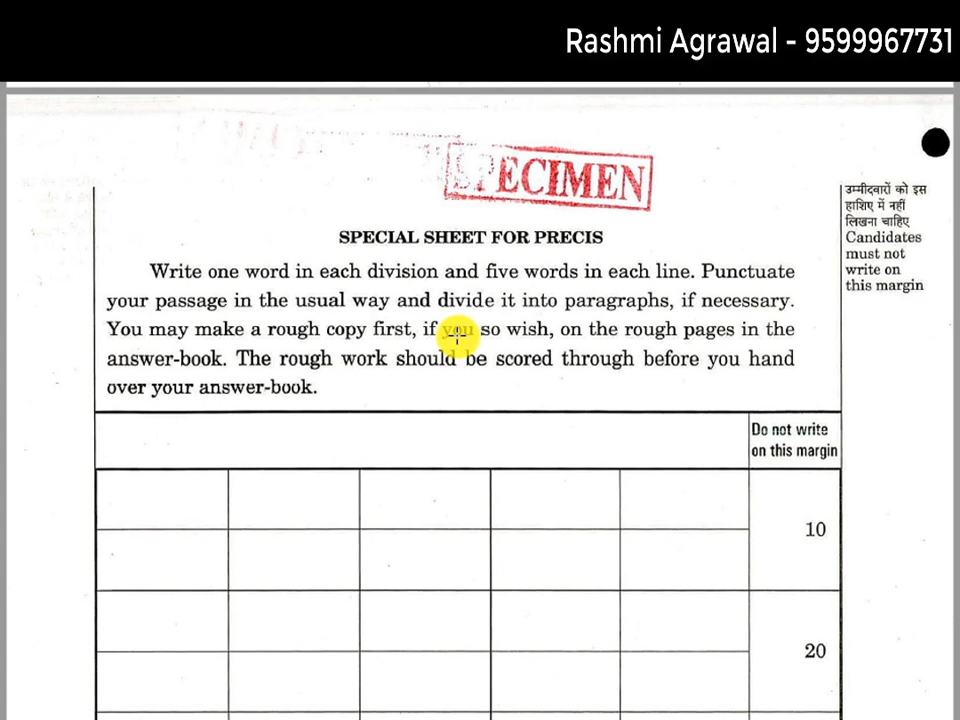 Rashmi Agrawal - 9599967731
SPECIMEN
उम्मीदवारों को इस
हाशिए में नहीं
लिखना चाहिए
Candidates
must not
write on
this margin
SPECIAL SHEET FOR PRECIS
Write one word in each division and five words in each line. Punctuate
your passage in the usual way and divide it into paragraphs, if necessary.
You may make a rough copy first, if you so wish, on the rough pages in the
answer-book. The rough work should be scored through before you hand
over your answer-book.
Do not write
on this margin
10
20